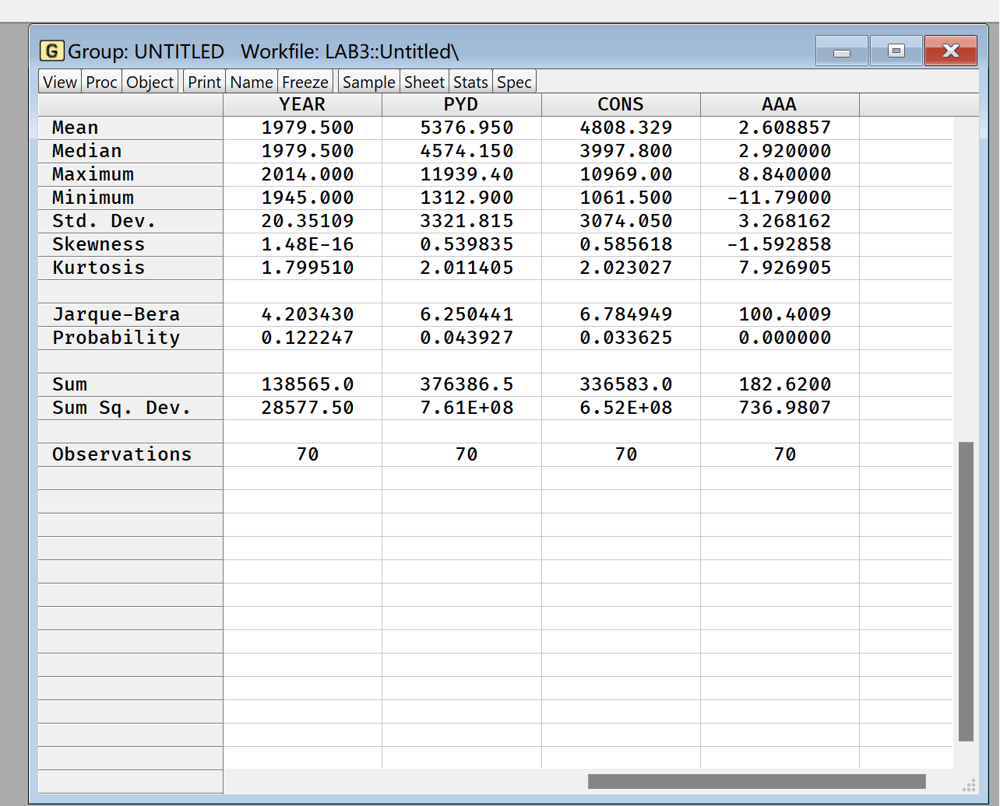 G Group: UNTITLED Workfile: LAB3::Untitled\
View Proc Object Print Name Freeze Sample Sheet Stats Spec
YEAR PYD CONS AAA
Mean 1979.500 5376.950 4808.329 2.608857
Median 1979.500 4574.150 3997.800 2.920000
Maximum 2014.000 11939.40 10969.00 8.840000
Minimum 1945.000 1312.900 1061.500 -11.79000
Std. Dev. 20.35109 3321.815 3074.050 3.268162
Skewness 1.48E-16 0.539835 0.585618 -1.592858
Kurtosis 1.799510 2.011405 2.023027 7.926905
Jarque-Bera 4.203430 6.250441 6.784949 100.4009
Probability 0.122247 0.043927 0.033625 0.000000
Sum 138565.0 376386.5 336583.0 182.6200
Sum Sq. Dev. 28577.50 7.61E+08 6.52E+08 736.9807
Observations 70 70 70 70